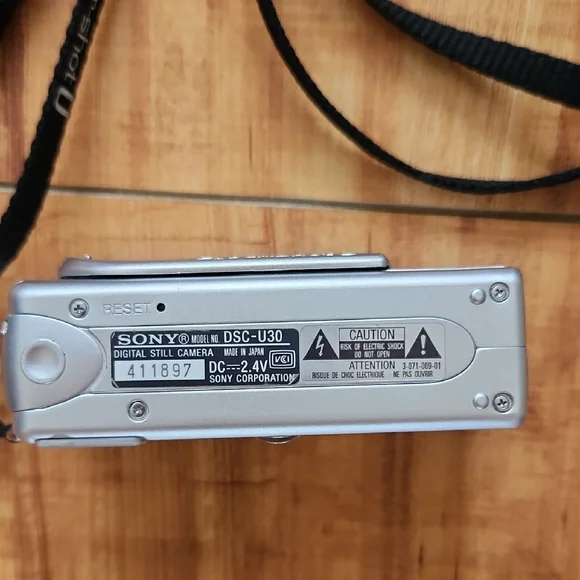 shot U
RESET
SONY® MODEL NO. DSC-U30
DIGITAL STILL CAMERA MADE IN JAPAN VCI
411897 DC 2.4V
SONY CORPORATION
CAUTION
RISK OF ELECTRIC SHOCK
DO NOT OPEN
ATTENTION 3-071-069-01
RISQUE DE CHOC ELECTRIQUE NE PAS OUVRIR